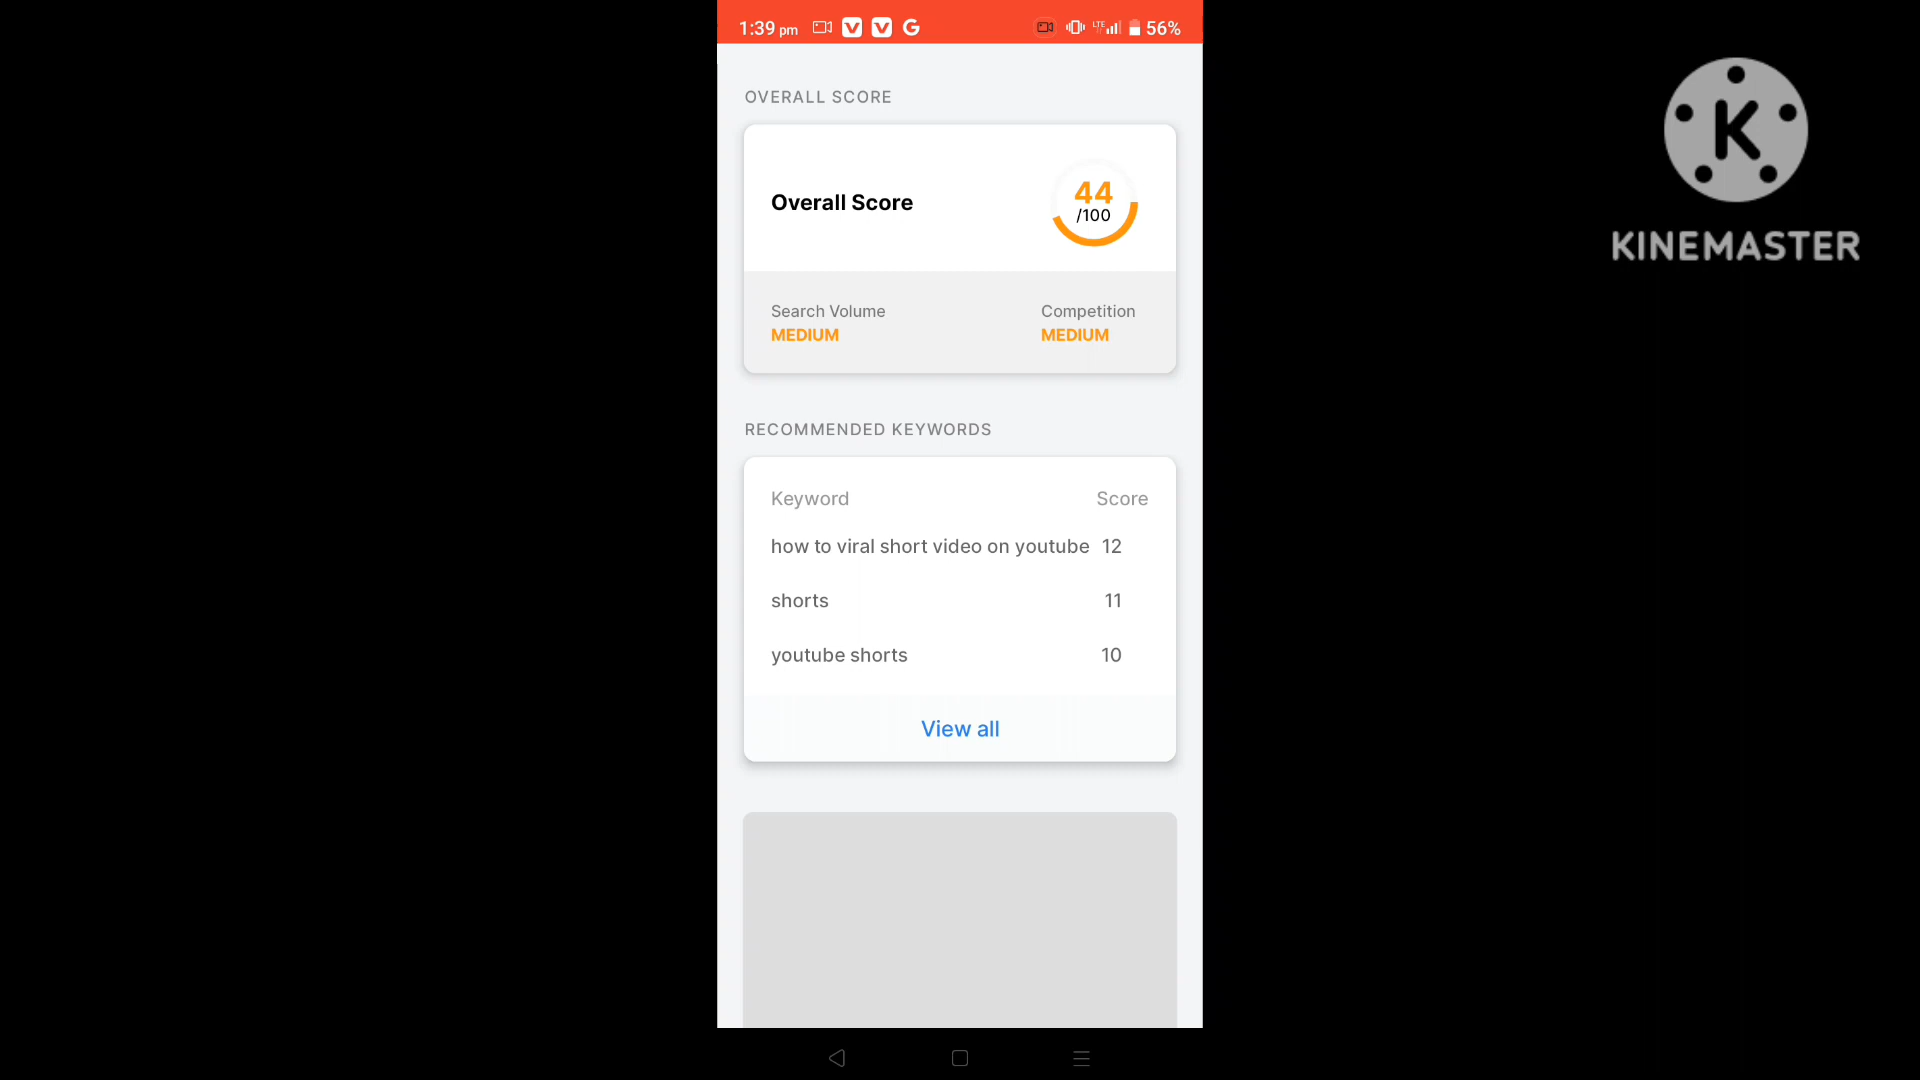 1:39 pm G LTE 56%
OVERALL SCORE
Overall Score
44
/100
Search Volume Competition
MEDIUM MEDIUM
RECOMMENDED KEYWORDS
Keyword Score
how to viral short video on youtube 12
shorts 11
youtube shorts 10
View all
K
KINEMASTER